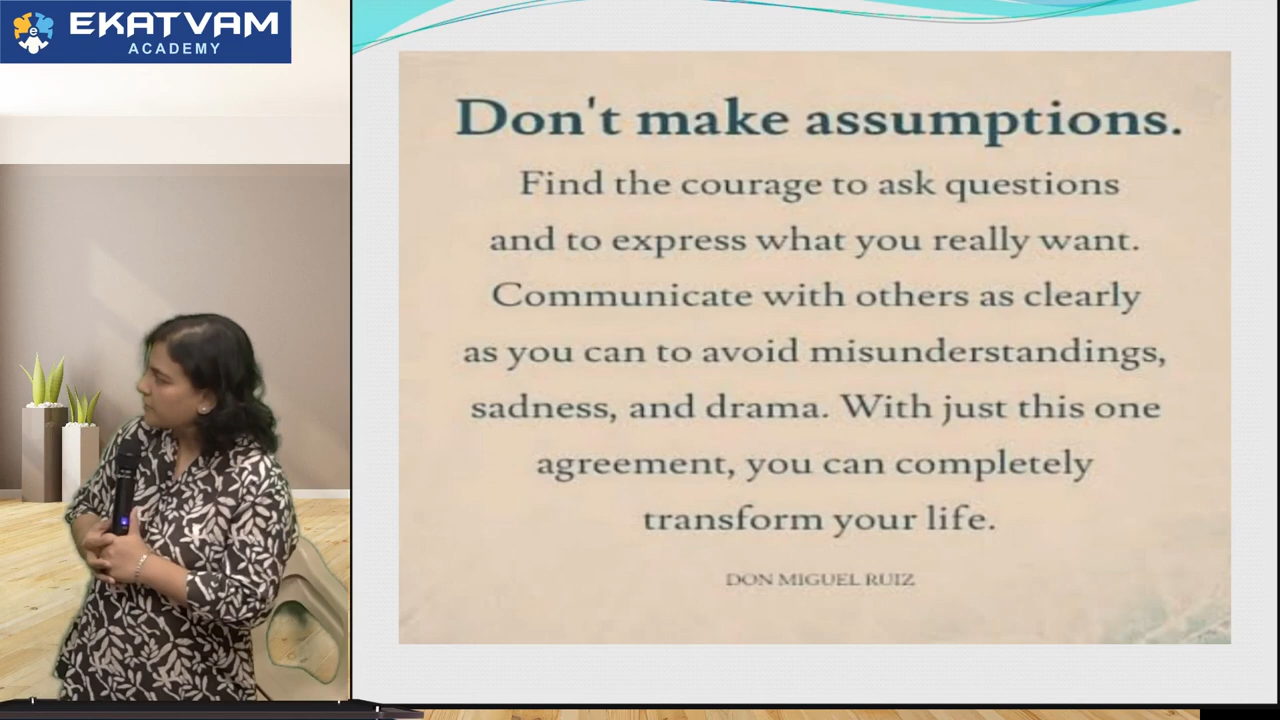 EKATVAM
ACADEMY
Don't make assumptions.
Find the courage to ask questions
and to express what you really want.
Communicate with others as clearly
as you can to avoid misunderstandings,
sadness, and drama. With just this one
agreement, you can completely
transform your life.
DON MIGUEL RUIZ